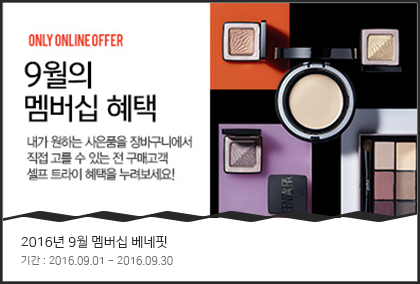 ONLY ONLINE OFFER
9월의
멤버십 혜택
내가 원하는 사은품을 장바구니에서
직접 고를 수 있는 전 구매고객
셀프 트라이 혜택을 누려보세요!
2016년 9월 멤버십 베네핏
기간 : 2016.09.01 - 2016.09.30